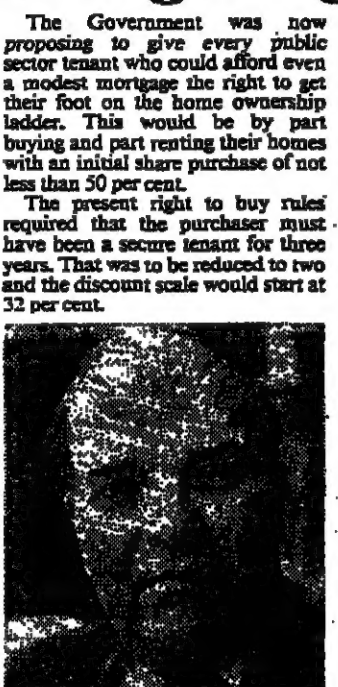 The Government was now
proposing to give every public
sector tenant who could afford even
a modest mortgage the right to get
their foot on the home ownership
ladder. This would be by part
buying and part renting their homes
with an initial share purchase of not
less than 50 per cent.
The present right to buy rules
required that the purchaser must
have been a secure tenant for three
years. That was to be reduced to two
and the discount scale would start at
32 per cent.